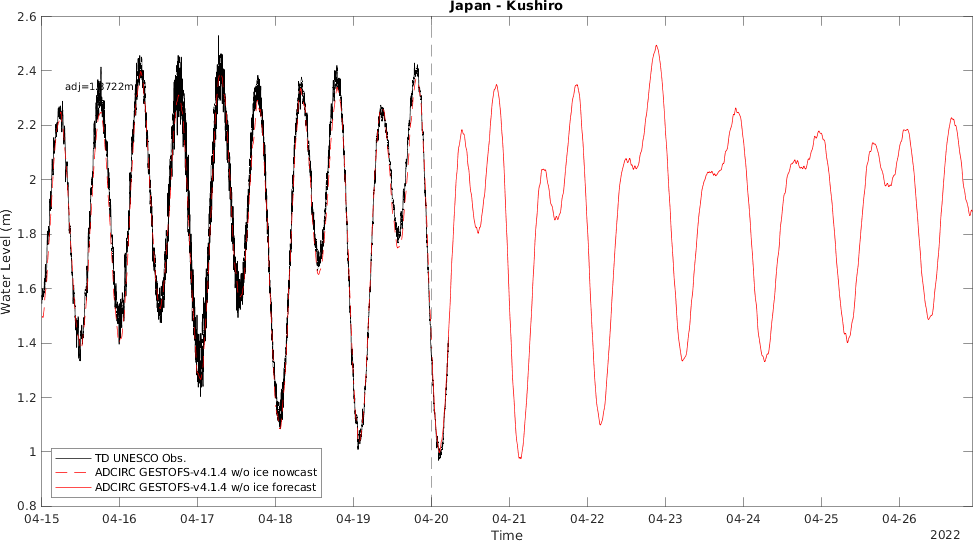 Japan - Kushiro
2.6
2.4
2.2
2
1.8
1.6
1.4
1.2
1
0.8
Water Level (m)
TD UNESCO Obs.
ADCIRC GESTOFS-v4.1.4 w/o ice nowcast
ADCIRC GESTOFS-v4.1.4 w/o ice forecast
04-15 04-16 04-17 04-18 04-19 04-20 04-21 04-22 04-23 04-24 04-25 04-26
Time
2022